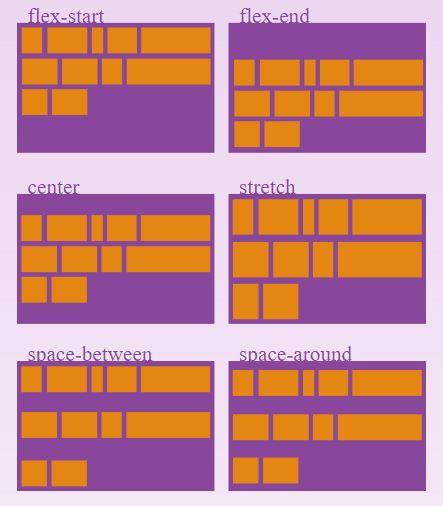 flex-start
flex-end
center
stretch
space-between
space-around